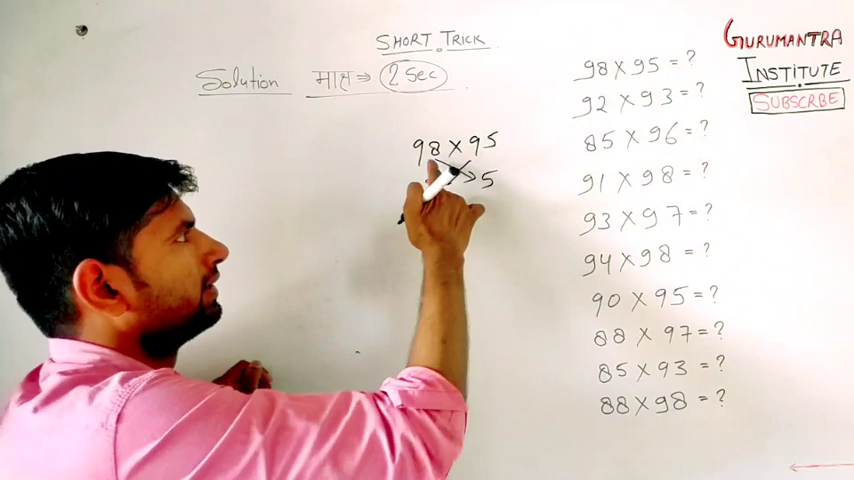 SHORT TRICK
Solution मात्र ⇒ 2 Sec
98 × 95
5
GURUMANTRA
INSTITUTE
SUBSCRBE
98 × 95 = ?
92 × 93 = ?
85 × 96 = ?
91 × 98 = ?
93 × 97 = ?
94 × 98 = ?
90 × 95 = ?
88 × 97 = ?
85 × 93 = ?
88 × 98 = ?